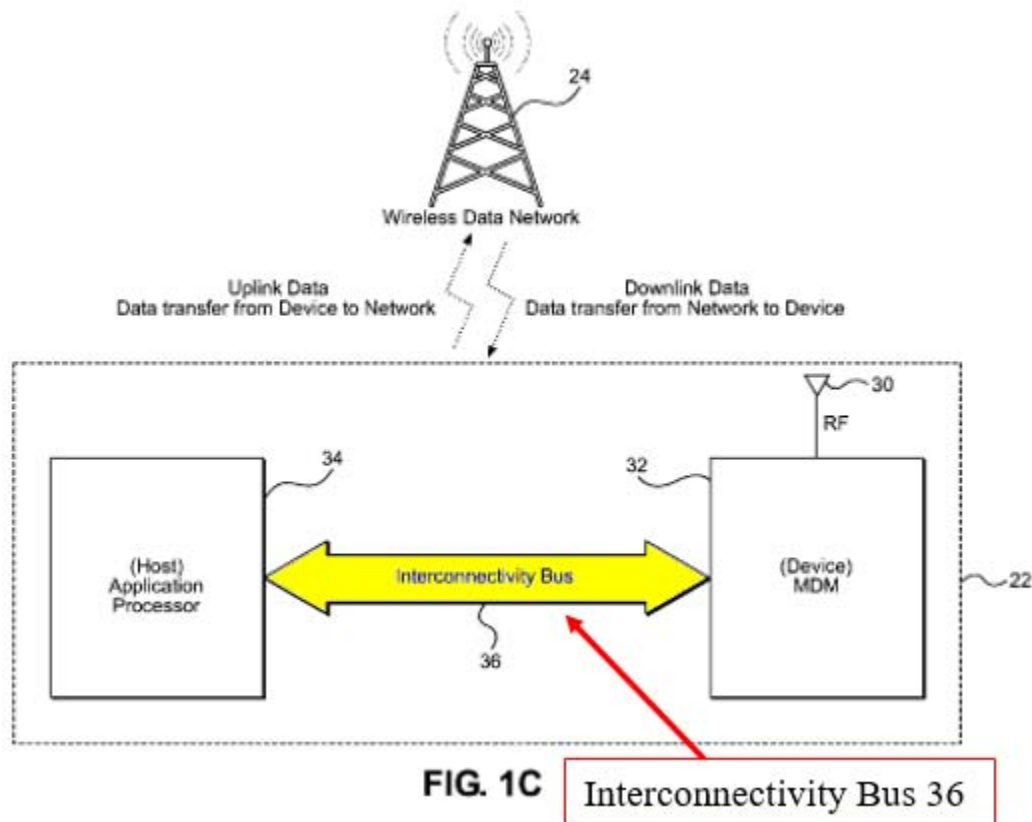 24
Wireless Data Network
Uplink Data
Data transfer from Device to Network
Downlink Data
Data transfer from Network to Device
30
RF
34
32
(Host)
Application
Processor
Interconnectivity Bus
(Device)
MDM
22
36
FIG. 1C
Interconnectivity Bus 36